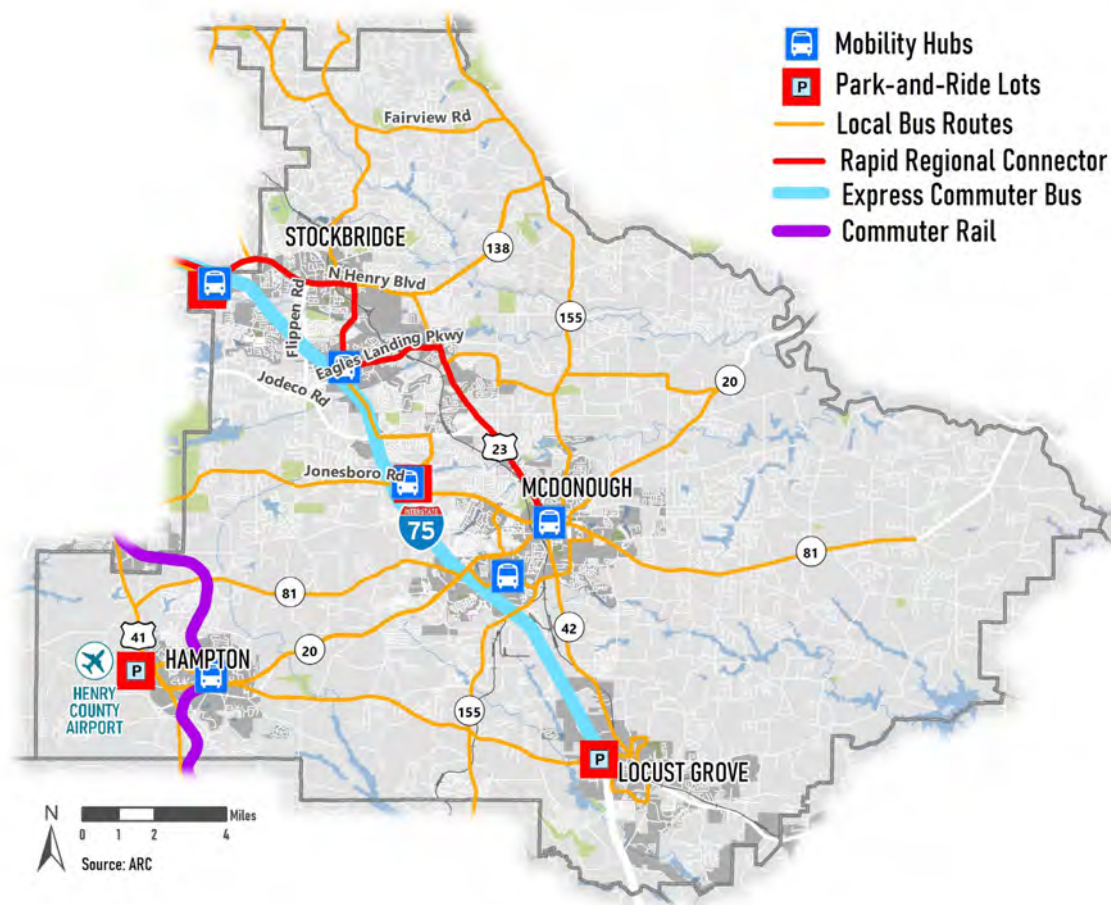 Mobility Hubs
P
Park-and-Ride Lots
Local Bus Routes
Rapid Regional Connector
Express Commuter Bus
Commuter Rail
Fairview Rd
STOCKBRIDGE
138
N Henry Blvd
Flippen Rd
155
Eagles Landing Pkwy
Jodeco Rd
20
23
Jonesboro Rd
MCDONOUGH
INTERSTATE
75
81
81
42
41
20
HAMPTON
P
HENRY
COUNTY
AIRPORT
155
P
LOCUST GROVE
N
Miles
0 1 2 4
Source: ARC